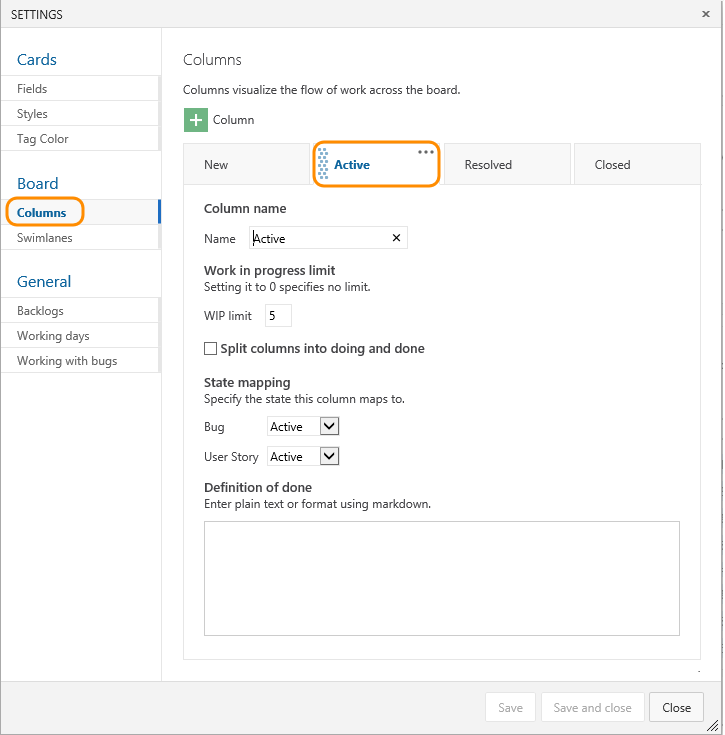 SETTINGS
Cards
Fields
Styles
Tag Color
Board
Columns
Swimlanes
General
Backlogs
Working days
Working with bugs
Columns
Columns visualize the flow of work across the board.
Column
New Active Resolved Closed
Column name
Name Active
Work in progress limit
Setting it to 0 specifies no limit.
WIP limit 5
Split columns into doing and done
State mapping
Specify the state this column maps to.
Bug Active
User Story Active
Definition of done
Enter plain text or format using markdown.
Save Save and close Close